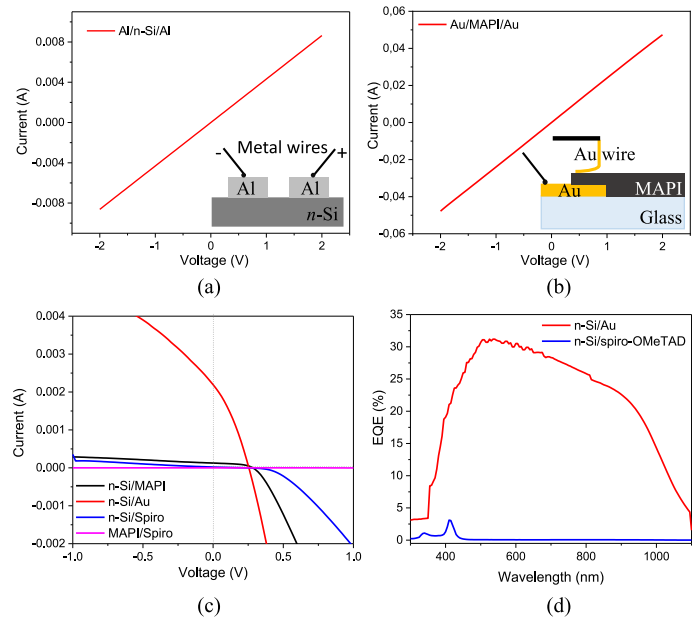 Al/n-Si/Al
0.008
0.004
0.000
-0.004
-0.008
Current (A)
Metal wires
-
+
Al
Al
n-Si
-2
-1
0
1
2
Voltage (V)
(a)
Au/MAPI/Au
0,06
0,04
0,02
0,00
-0,02
-0,04
-0,06
Current (A)
Au wire
Au
MAPI
Glass
-2
-1
0
1
2
Voltage (V)
(b)
0.004
0.003
0.002
0.001
0.000
-0.001
-0.002
Current (A)
n-Si/MAPI
n-Si/Au
n-Si/Spiro
MAPI/Spiro
-1.0
-0.5
0.0
0.5
1.0
Voltage (V)
(c)
35
30
25
20
15
10
5
0
EQE (%)
n-Si/Au
n-Si/spiro-OMeTAD
400
600
800
1000
Wavelength (nm)
(d)